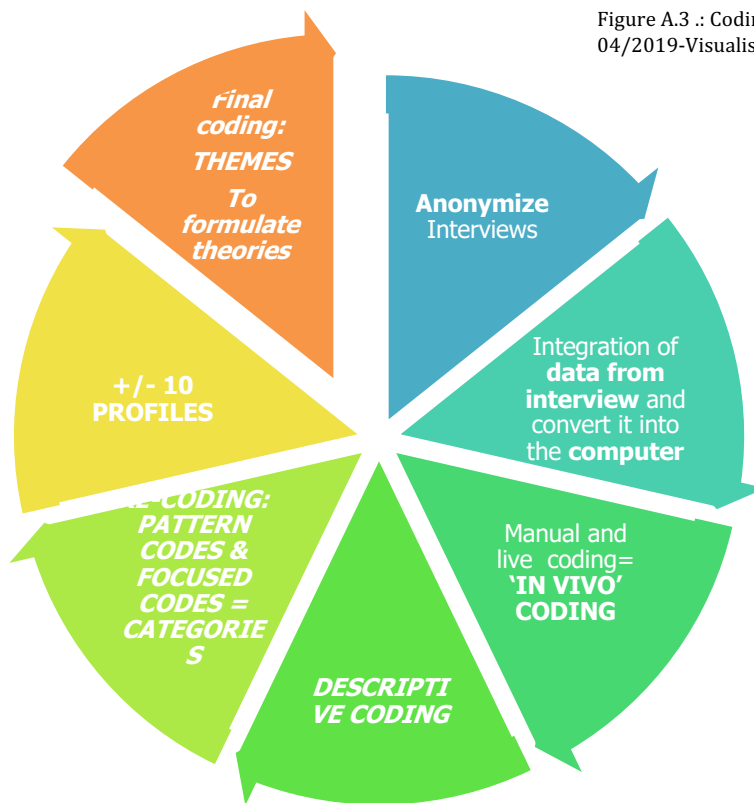 Figure A.3 .: Codin
04/2019-Visualis
Final
coding:
THEMES
To
formulate
theories
Anonymize
Interviews
Integration of
data from
interview and
convert it into
the computer
Manual and
live coding=
‘IN VIVO’
CODING
DESCRIPTI
VE CODING
RE-CODING:
PATTERN
CODES &
FOCUSED
CODES =
CATEGORIE
S
+/- 10
PROFILES